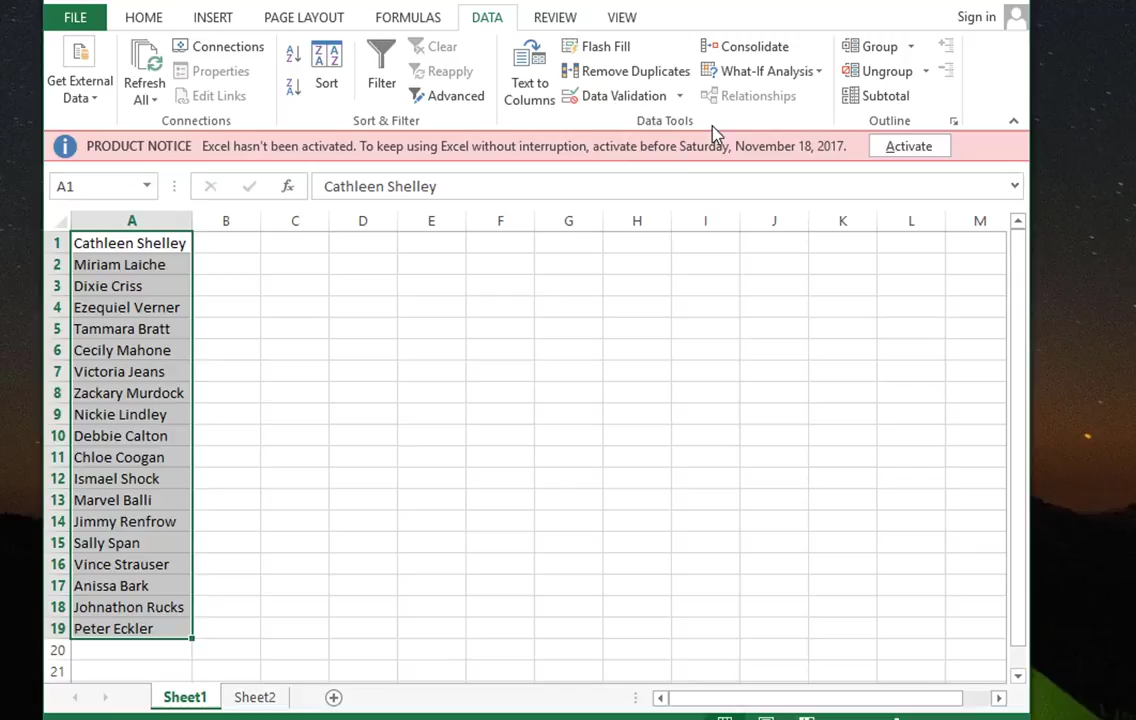 FILE HOME INSERT PAGE LAYOUT FORMULAS DATA REVIEW VIEW Sign in
Get External Data
Refresh All
Connections
Properties
Edit Links
Connections
A Z
Z A
Z A A Z
Sort
Filter
Clear
Reapply
Advanced
Sort & Filter
Text to Columns
Flash Fill
Remove Duplicates
Data Validation
Consolidate
What-If Analysis
Relationships
Data Tools
Group
Ungroup
Subtotal
Outline
PRODUCT NOTICE Excel hasn't been activated. To keep using Excel without interruption, activate before Saturday, November 18, 2017. Activate
A1 fx Cathleen Shelley
A B C D E F G H I J K L M
1 Cathleen Shelley
2 Miriam Laiche
3 Dixie Criss
4 Ezequiel Verner
5 Tammara Bratt
6 Cecily Mahone
7 Victoria Jeans
8 Zackary Murdock
9 Nickie Lindley
10 Debbie Calton
11 Chloe Coogan
12 Ismael Shock
13 Marvel Balli
14 Jimmy Renfrow
15 Sally Span
16 Vince Strauser
17 Anissa Bark
18 Johnathon Rucks
19 Peter Eckler
20
21
Sheet1 Sheet2